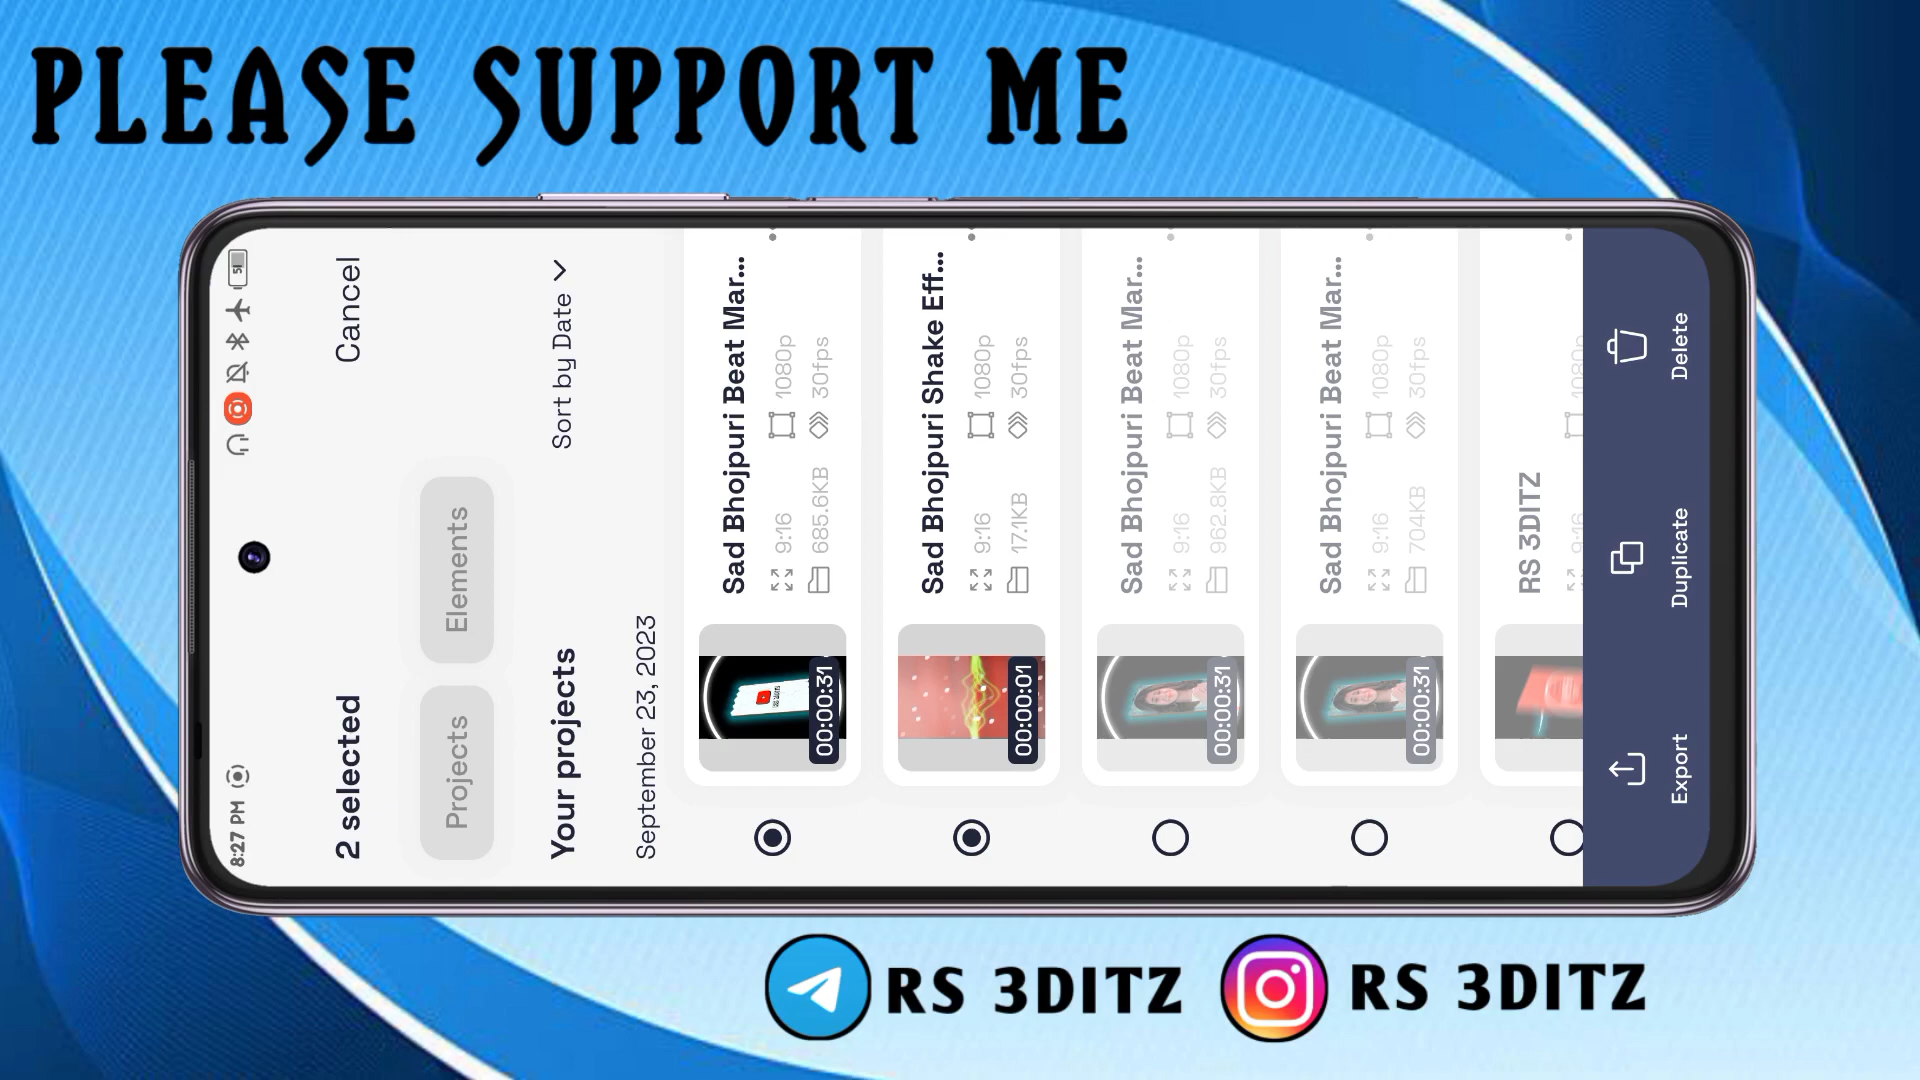 PLEASE SUPPORT ME
8:27 PM
51
2 selected
Cancel
Projects
Elements
Your projects
Sort by Date
September 23, 2023
Sad Bhojpuri Beat Mar...
9:16
1080p
685.6KB
30fps
00:00:31
Sad Bhojpuri Shake Eff...
9:16
1080p
17.1KB
30fps
00:00:01
Sad Bhojpuri Beat Mar...
9:16
1080p
962.8KB
30fps
00:00:31
Sad Bhojpuri Beat Mar...
9:16
1080p
704KB
30fps
00:00:31
RS 3DITZ
9:16
1080p
Export
Duplicate
Delete
RS 3DITZ
RS 3DITZ